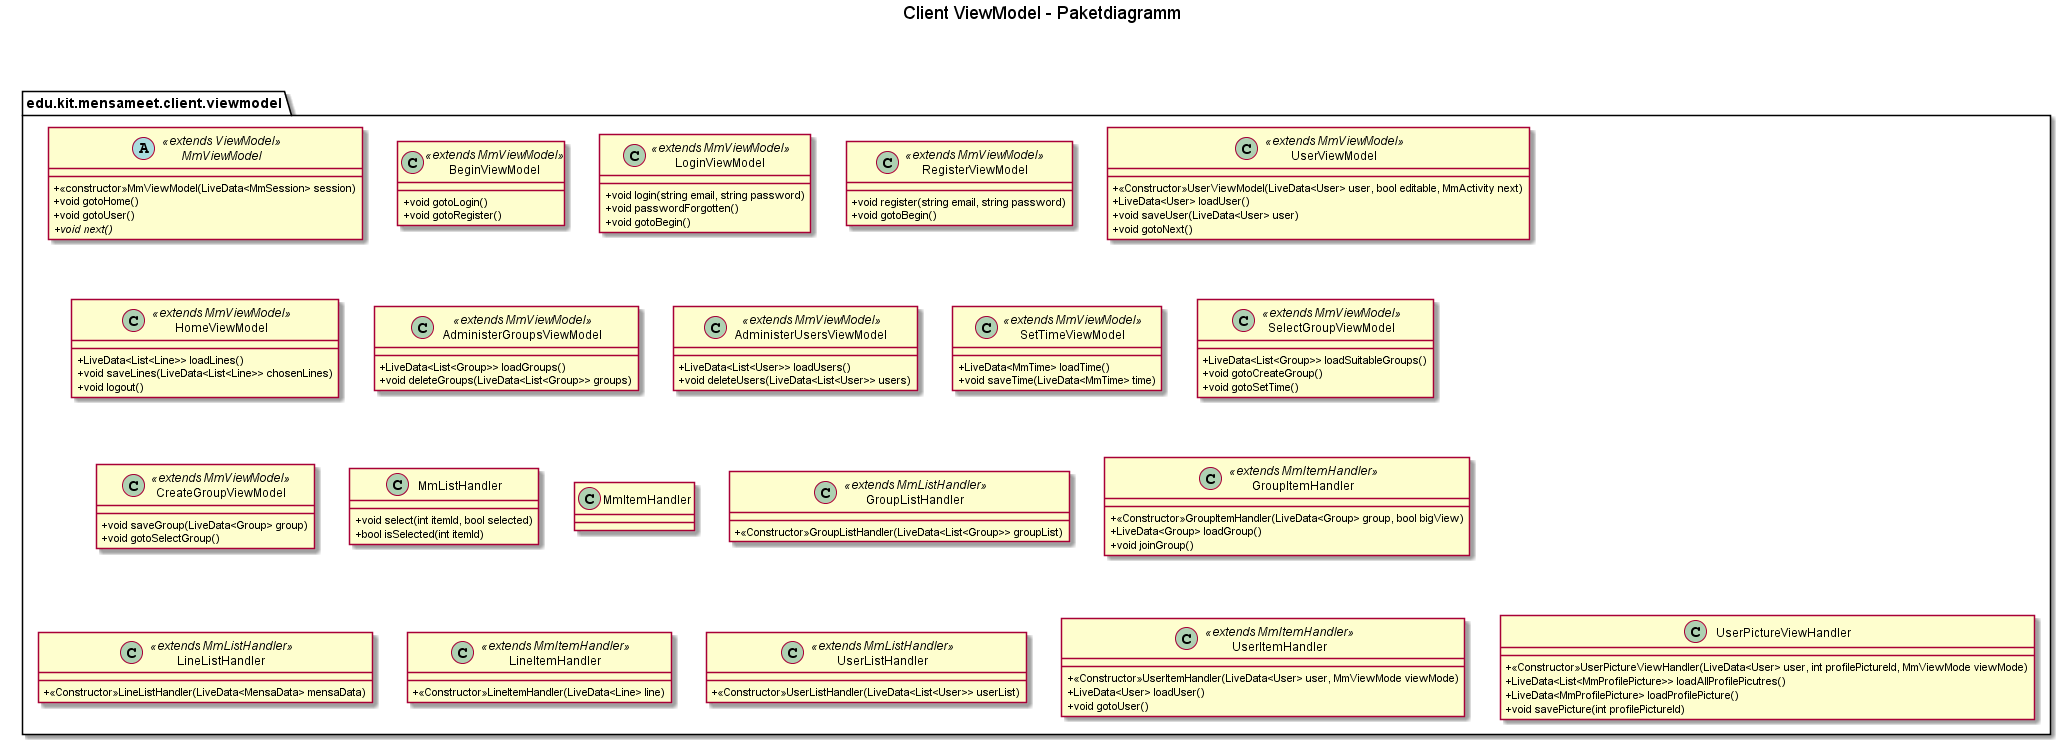 Client ViewModel - Paketdiagramm
edu.kit.mensameet.client.viewmodel
A
«extends ViewModel»
MmViewModel
+«constructor»MmViewModel(LiveData<MmSession> session)
+void gotoHome()
+void gotoUser()
+void next()
C
«extends MmViewModel»
BeginViewModel
+void gotoLogin()
+void gotoRegister()
C
«extends MmViewModel»
LoginViewModel
+void login(string email, string password)
+void passwordForgotten()
+void gotoBegin()
C
«extends MmViewModel»
RegisterViewModel
+void register(string email, string password)
+void gotoBegin()
C
«extends MmViewModel»
UserViewModel
+«Constructor»UserViewModel(LiveData<User> user, bool editable, MmActivity next)
+LiveData<User> loadUser()
+void saveUser(LiveData<User> user)
+void gotoNext()
C
«extends MmViewModel»
HomeViewModel
+LiveData<List<Line>> loadLines()
+void saveLines(LiveData<List<Line>> chosenLines)
+void logout()
C
«extends MmViewModel»
AdministerGroupsViewModel
+LiveData<List<Group>> loadGroups()
+void deleteGroups(LiveData<List<Group>> groups)
C
«extends MmViewModel»
AdministerUsersViewModel
+LiveData<List<User>> loadUsers()
+void deleteUsers(LiveData<List<User>> users)
C
«extends MmViewModel»
SetTimeViewModel
+LiveData<MmTime> loadTime()
+void saveTime(LiveData<MmTime> time)
C
«extends MmViewModel»
SelectGroupViewModel
+LiveData<List<Group>> loadSuitableGroups()
+void gotoCreateGroup()
+void gotoSetTime()
C
«extends MmViewModel»
CreateGroupViewModel
+void saveGroup(LiveData<Group> group)
+void gotoSelectGroup()
C
MmListHandler
+void select(int itemId, bool selected)
+bool isSelected(int itemId)
C
MmItemHandler
C
«extends MmListHandler»
GroupListHandler
+«Constructor»GroupListHandler(LiveData<List<Group>> groupList)
C
«extends MmItemHandler»
GroupItemHandler
+«Constructor»GroupItemHandler(LiveData<Group> group, bool bigView)
+LiveData<Group> loadGroup()
+void joinGroup()
C
«extends MmListHandler»
LineListHandler
+«Constructor»LineListHandler(LiveData<MensaData> mensaData)
C
«extends MmItemHandler»
LineItemHandler
+«Constructor»LineItemHandler(LiveData<Line> line)
C
«extends MmListHandler»
UserListHandler
+«Constructor»UserListHandler(LiveData<List<User>> userList)
C
«extends MmItemHandler»
UserItemHandler
+«Constructor»UserItemHandler(LiveData<User> user, MmViewMode viewMode)
+LiveData<User> loadUser()
+void gotoUser()
C
UserPictureViewHandler
+«Constructor»UserPictureViewHandler(LiveData<User> user, int profilePictureId, MmViewMode viewMode)
+LiveData<List<MmProfilePicture>> loadAllProfilePicutres()
+LiveData<MmProfilePicture> loadProfilePicture()
+void savePicture(int profilePictureId)